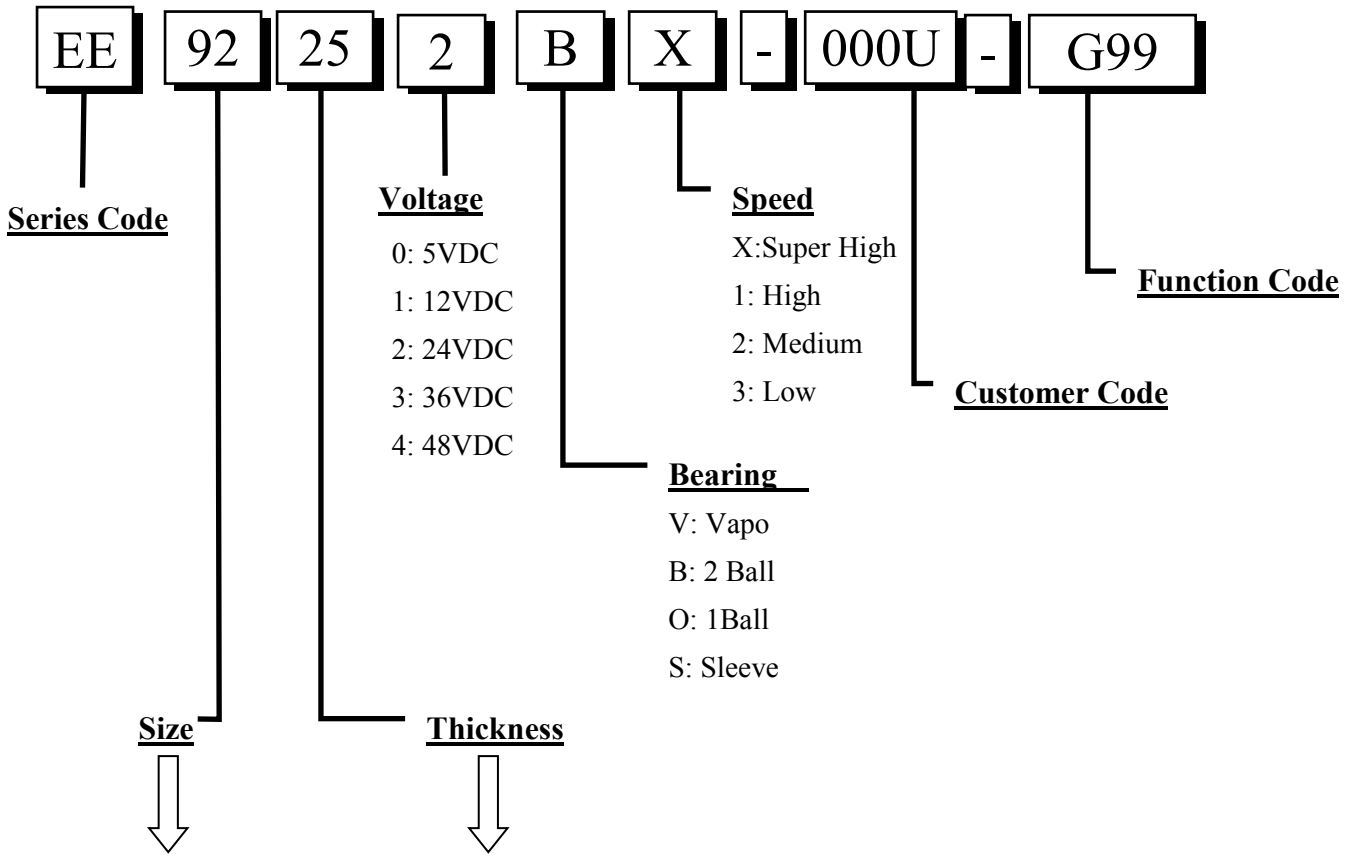 EE 92 25 2 B X - 000U - G99
Series Code
Voltage
0: 5VDC
1: 12VDC
2: 24VDC
3: 36VDC
4: 48VDC
Speed
X:Super High
1: High
2: Medium
3: Low
Function Code
Customer Code
Bearing
V: Vapo
B: 2 Ball
O: 1Ball
S: Sleeve
Size
Thickness